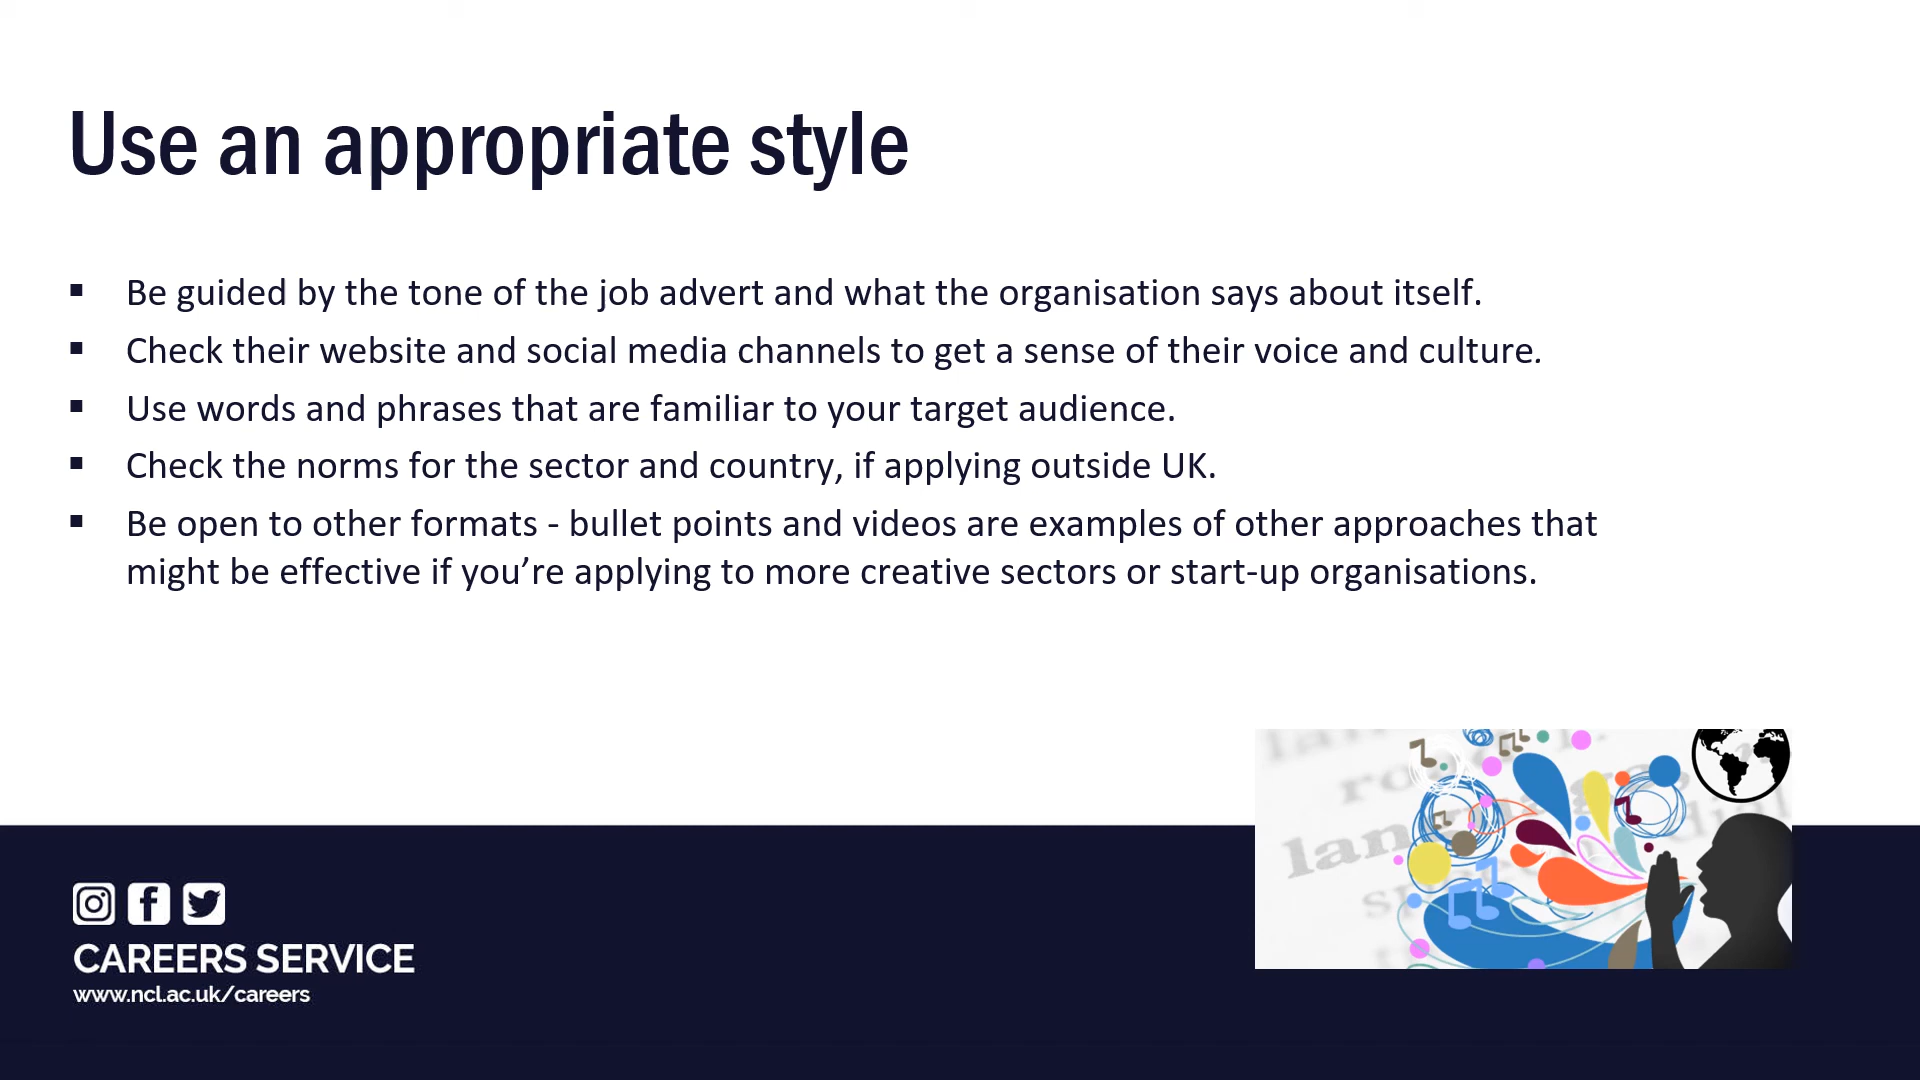 Use an appropriate style
▪ Be guided by the tone of the job advert and what the organisation says about itself.
▪ Check their website and social media channels to get a sense of their voice and culture.
▪ Use words and phrases that are familiar to your target audience.
▪ Check the norms for the sector and country, if applying outside UK.
▪ Be open to other formats - bullet points and videos are examples of other approaches that
might be effective if you’re applying to more creative sectors or start-up organisations.
CAREERS SERVICE
www.ncl.ac.uk/careers